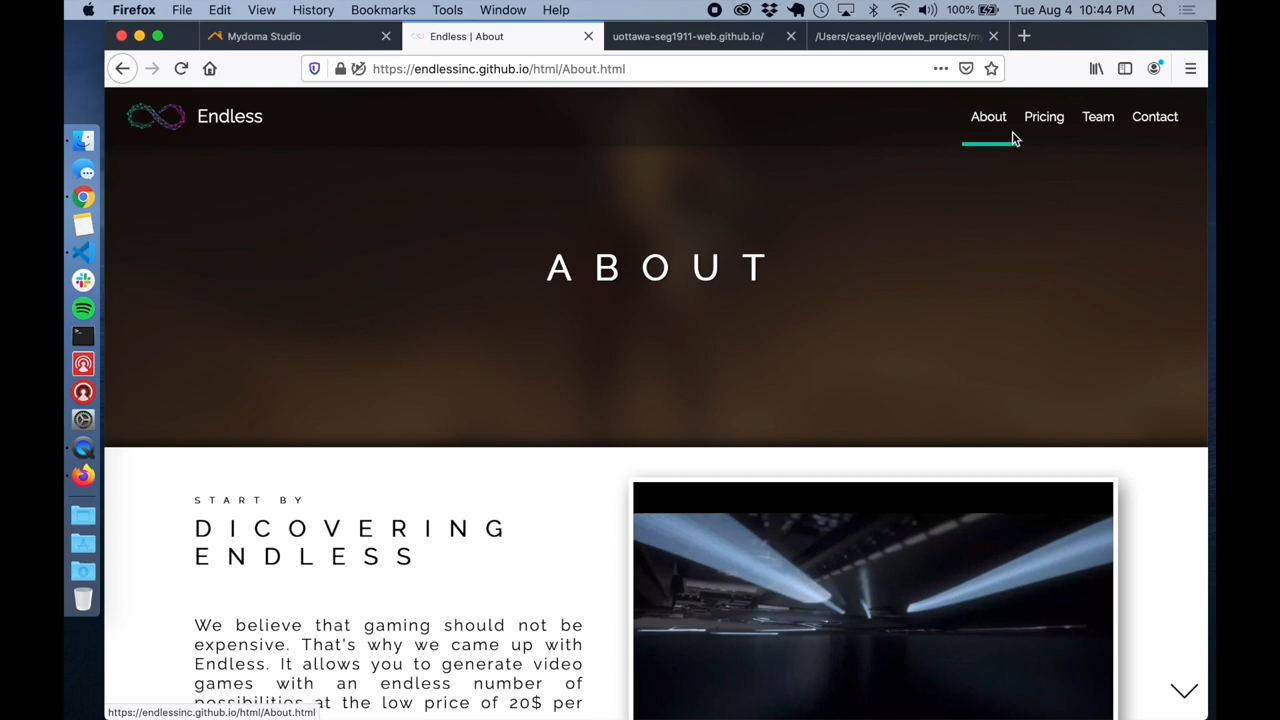 Firefox File Edit View History Bookmarks Tools Window Help 100% Tue Aug 4 10:44 PM
Mydoma Studio Endless | About uottawa-seg1911-web.github.io/ /Users/caseyli/dev/web_projects/my
https://endlessinc.github.io/html/About.html
Endless About Pricing Team Contact
ABOUT
START BY
DICOVERING
ENDLESS
We believe that gaming should not be
expensive. That's why we came up with
Endless. It allows you to generate video
games with an endless number of
possibilities at the low price of 20$ per
https://endlessinc.github.io/html/About.html